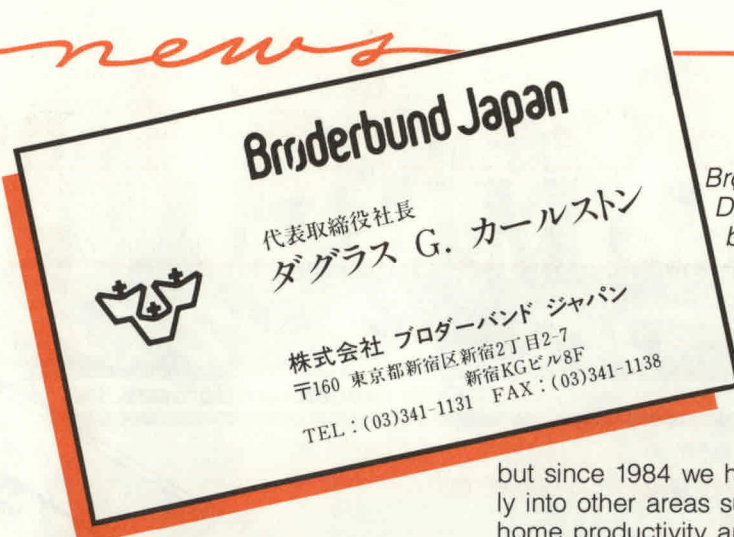 news
Brøderbund Japan
代表取締役社長
ダグラス G. カールストン
株式会社 ブロダーバンド ジャパン
〒160 東京都新宿区新宿2丁目2-7
新宿KGビル8F
TEL：(03)341-1131 FAX：(03)341-1138
but since 1984 we
into other areas
home productivity